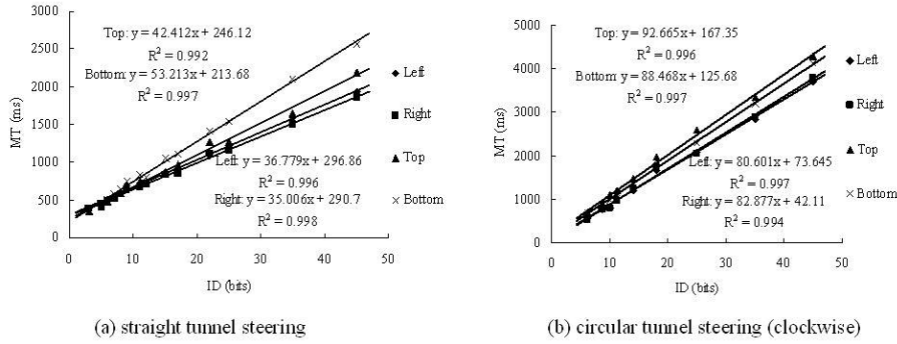 3000
2500
2000
1500
1000
500
0
MT (ms)
0
10
20
30
40
50
ID (bits)
Top: y = 42.412x + 246.12
R² = 0.992
Bottom: y = 53.213x + 213.68
R² = 0.997
Left: y = 36.779x + 296.86
R² = 0.996
Right: y = 35.006x + 290.7
R² = 0.998
Left
Right
Top
Bottom
(a) straight tunnel steering
5000
4000
3000
2000
1000
0
MT (ms)
0
10
20
30
40
50
ID (bits)
Top: y = 92.665x + 167.35
R² = 0.996
Bottom: y = 88.468x + 125.68
R² = 0.997
Left: y = 80.601x + 73.645
R² = 0.997
Right: y = 82.877x + 42.11
R² = 0.994
Left
Right
Top
Bottom
(b) circular tunnel steering (clockwise)